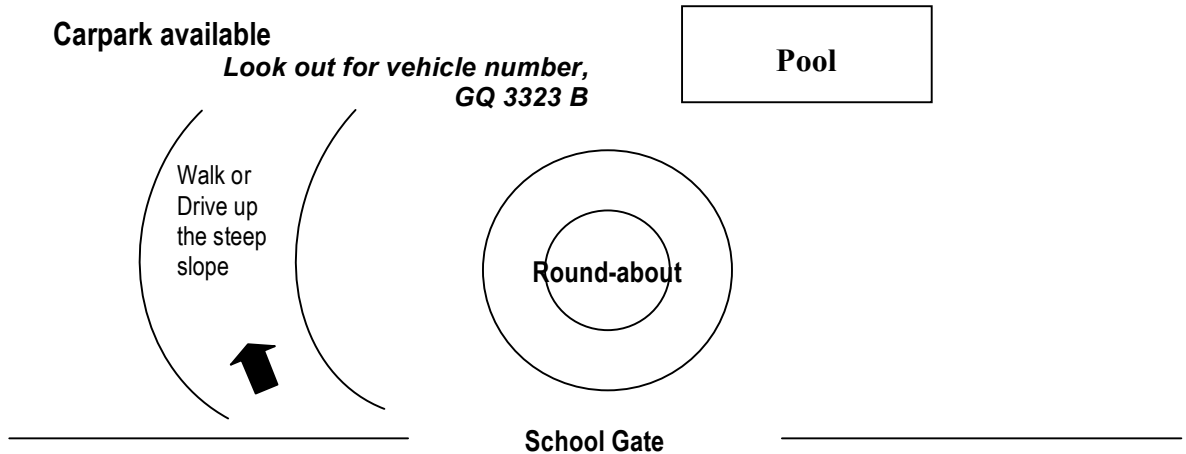 Carpark available
Look out for vehicle number,
GQ 3323 B
Pool
Walk or
Drive up
the steep
slope
Round-about
School Gate